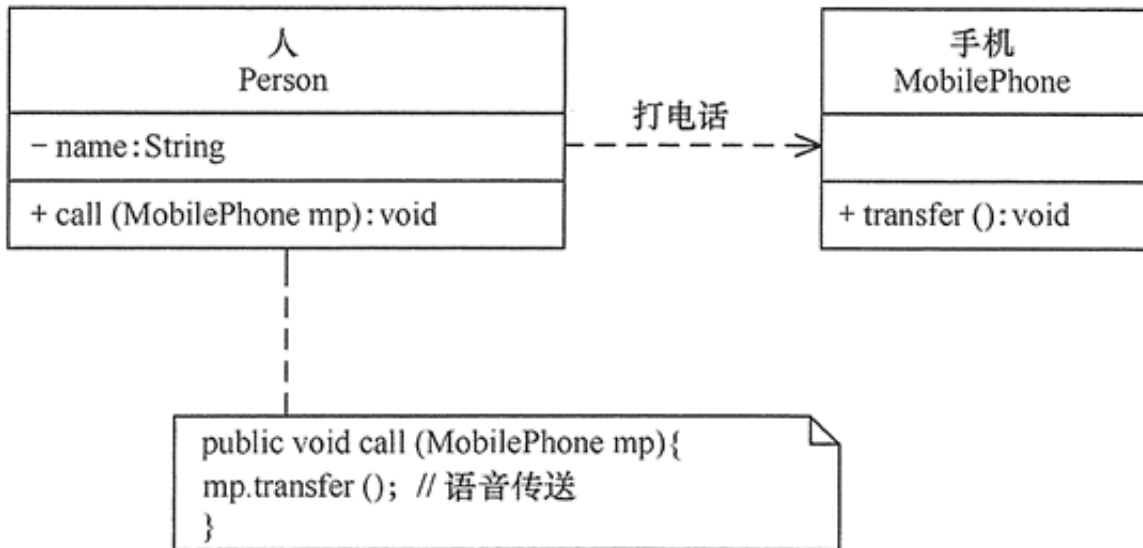 人
Person
- name:String
+ call (MobilePhone mp):void
打电话
手机
MobilePhone
+ transfer ():void
public void call (MobilePhone mp){
mp.transfer (); // 语音传送
}